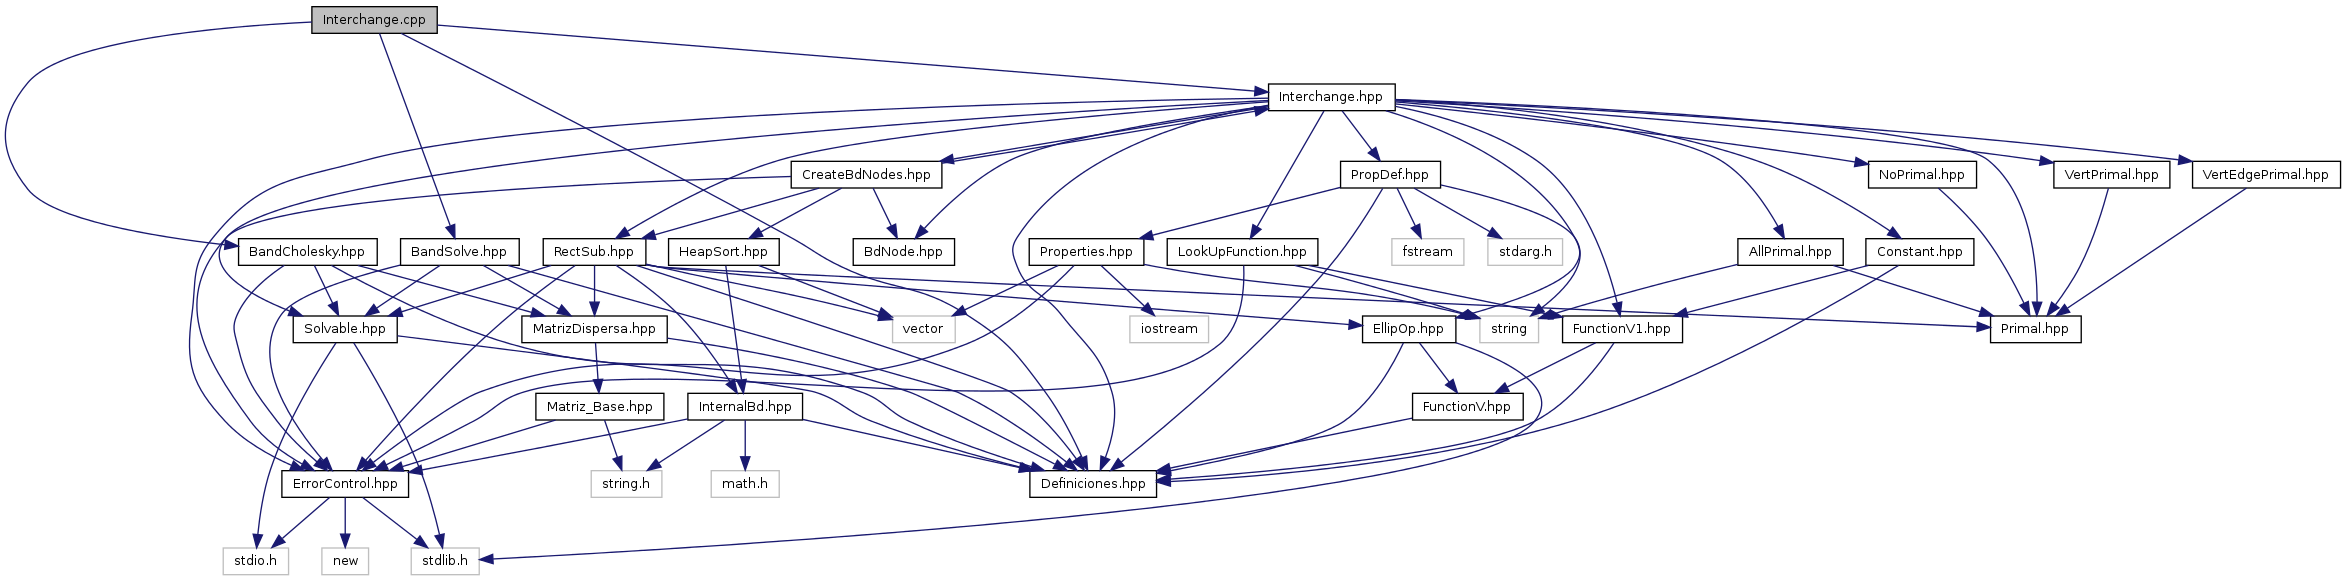 Interchange.cpp
Interchange.hpp
CreateBdNodes.hpp
PropDef.hpp
NoPrimal.hpp
VertPrimal.hpp
VertEdgePrimal.hpp
BandCholesky.hpp
BandSolve.hpp
RectSub.hpp
HeapSort.hpp
BdNode.hpp
Properties.hpp
LookUpFunction.hpp
fstream
stdarg.h
AllPrimal.hpp
Constant.hpp
Solvable.hpp
MatrizDispersa.hpp
vector
iostream
EllipOp.hpp
string
FunctionV1.hpp
Primal.hpp
Matriz_Base.hpp
InternalBd.hpp
FunctionV.hpp
ErrorControl.hpp
string.h
math.h
Definiciones.hpp
stdio.h
new
stdlib.h